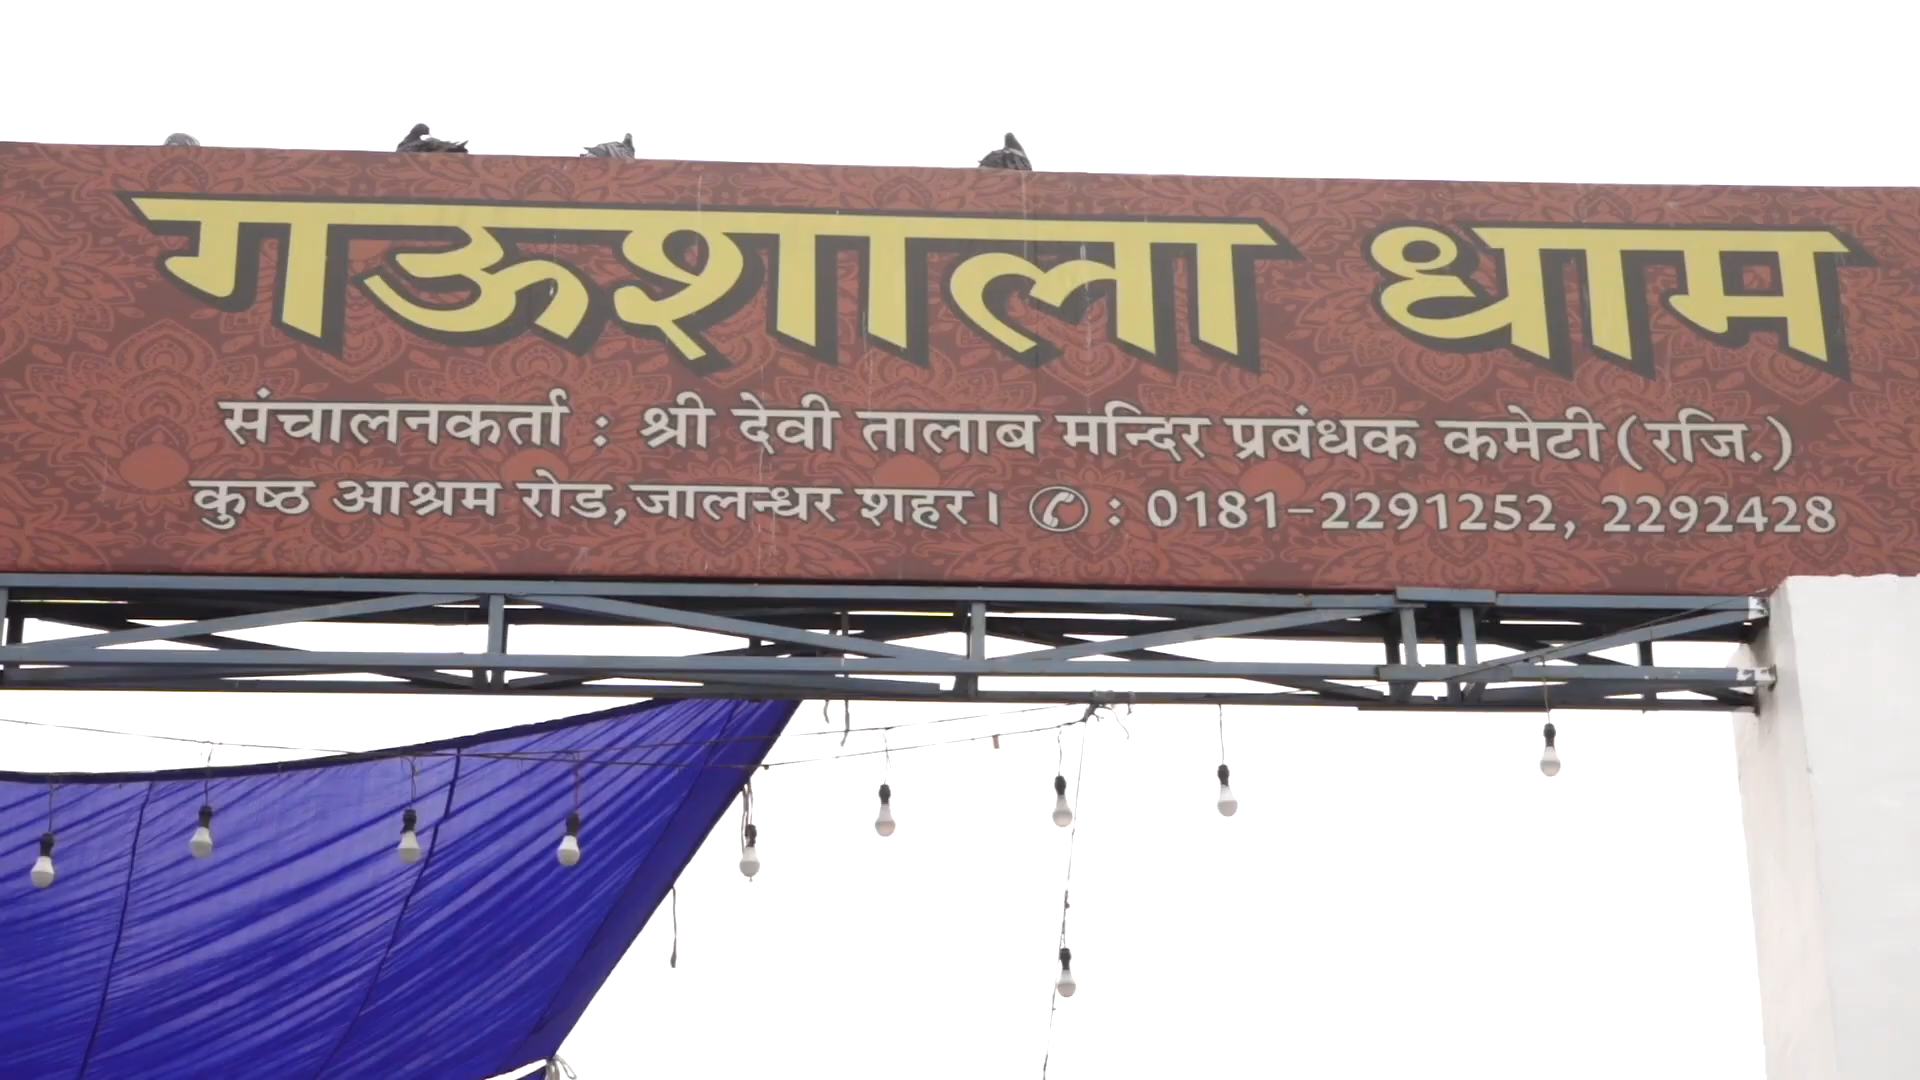 गऊशाला धाम
संचालनकर्ता : श्री देवी तालाब मन्दिर प्रबंधक कमेटी (रजि.)
कुष्ठ आश्रम रोड, जालन्धर शहर। ✆ : 0181-2291252, 2292428